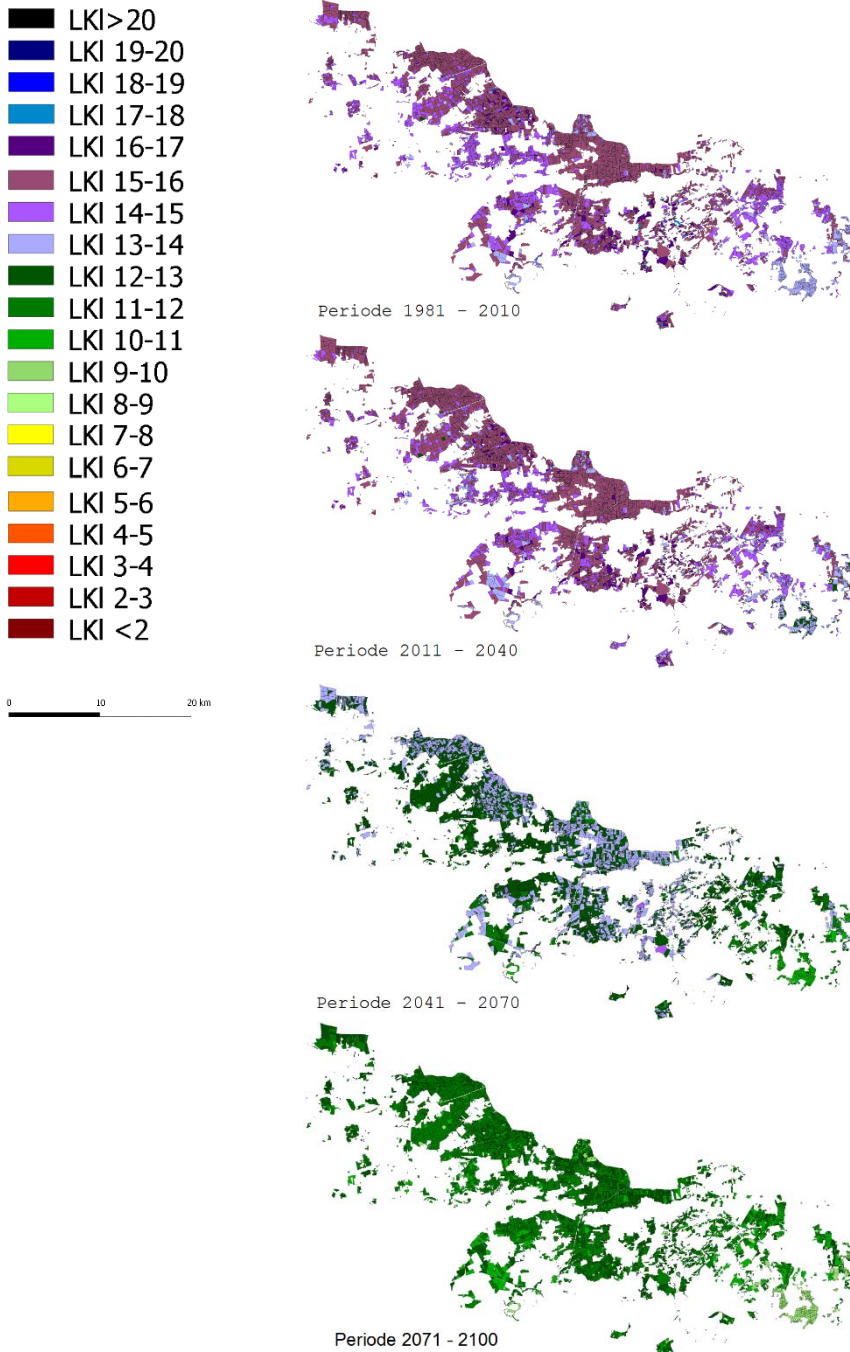 LKl>20
LKl 19-20
LKl 18-19
LKl 17-18
LKl 16-17
LKl 15-16
LKl 14-15
LKl 13-14
LKl 12-13
LKl 11-12
LKl 10-11
LKl 9-10
LKl 8-9
LKl 7-8
LKl 6-7
LKl 5-6
LKl 4-5
LKl 3-4
LKl 2-3
LKl <2
0 10 20 km
Periode 1981 - 2010
Periode 2011 - 2040
Periode 2041 - 2070
Periode 2071 - 2100